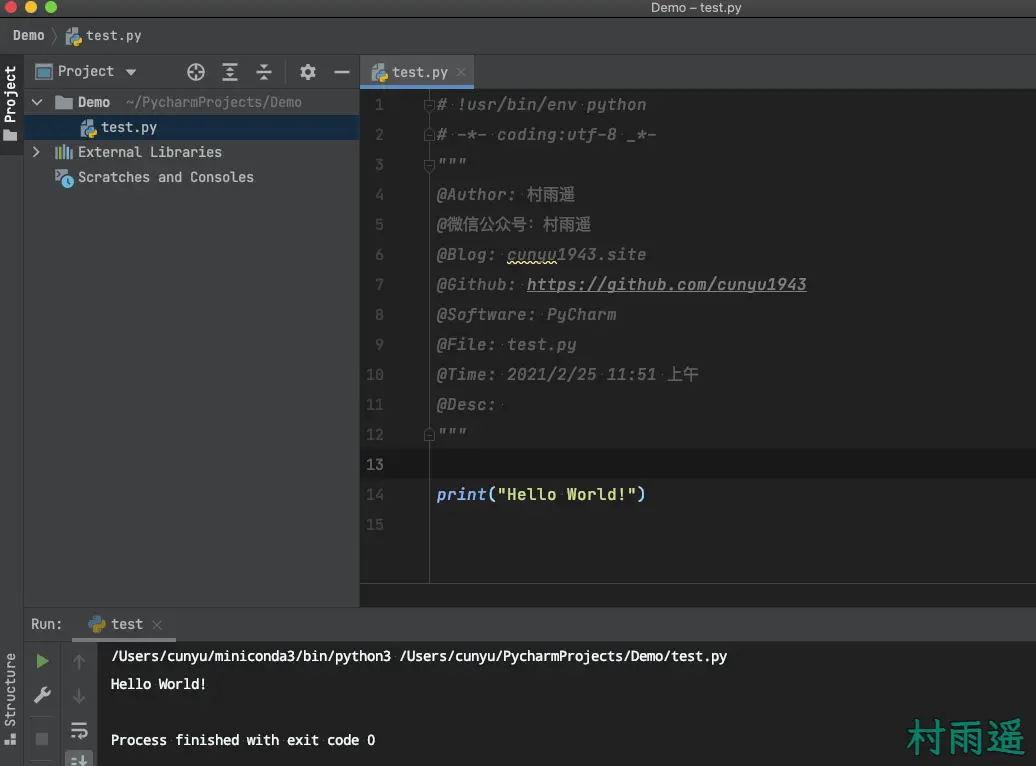 Demo – test.py
Demo test.py
Project
Project
test.py
Demo ~/PycharmProjects/Demo
test.py
External Libraries
Scratches and Consoles
1 # !usr/bin/env python
2 # -*- coding:utf-8 _*-
3 """
4 @Author: 村雨遥
5 @微信公众号: 村雨遥
6 @Blog: cunyu1943.site
7 @Github: https://github.com/cunyu1943
8 @Software: PyCharm
9 @File: test.py
10 @Time: 2021/2/25 11:51 上午
11 @Desc:
12 """
13
14 print("Hello World!")
15
Run: test
Structure
/Users/cunyu/miniconda3/bin/python3 /Users/cunyu/PycharmProjects/Demo/test.py
Hello World!
Process finished with exit code 0
村雨遥